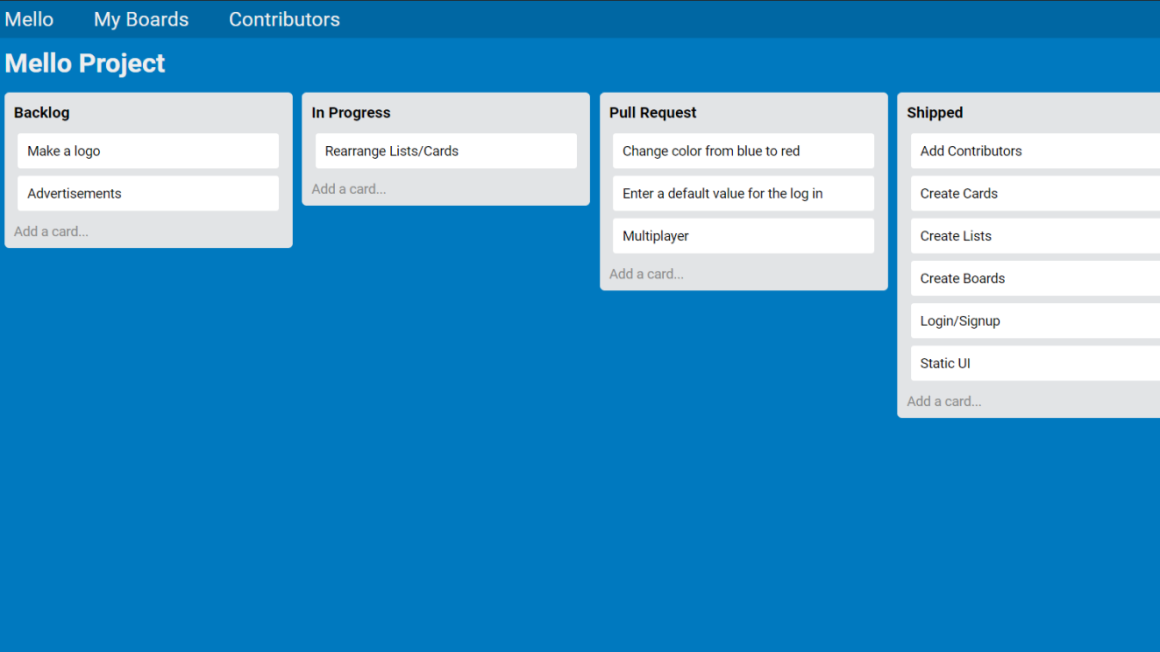 Mello My Boards Contributors
Mello Project
Backlog
Make a logo
Advertisements
Add a card...
In Progress
Rearrange Lists/Cards
Add a card...
Pull Request
Change color from blue to red
Enter a default value for the log in
Multiplayer
Add a card...
Shipped
Add Contributors
Create Cards
Create Lists
Create Boards
Login/Signup
Static UI
Add a card...